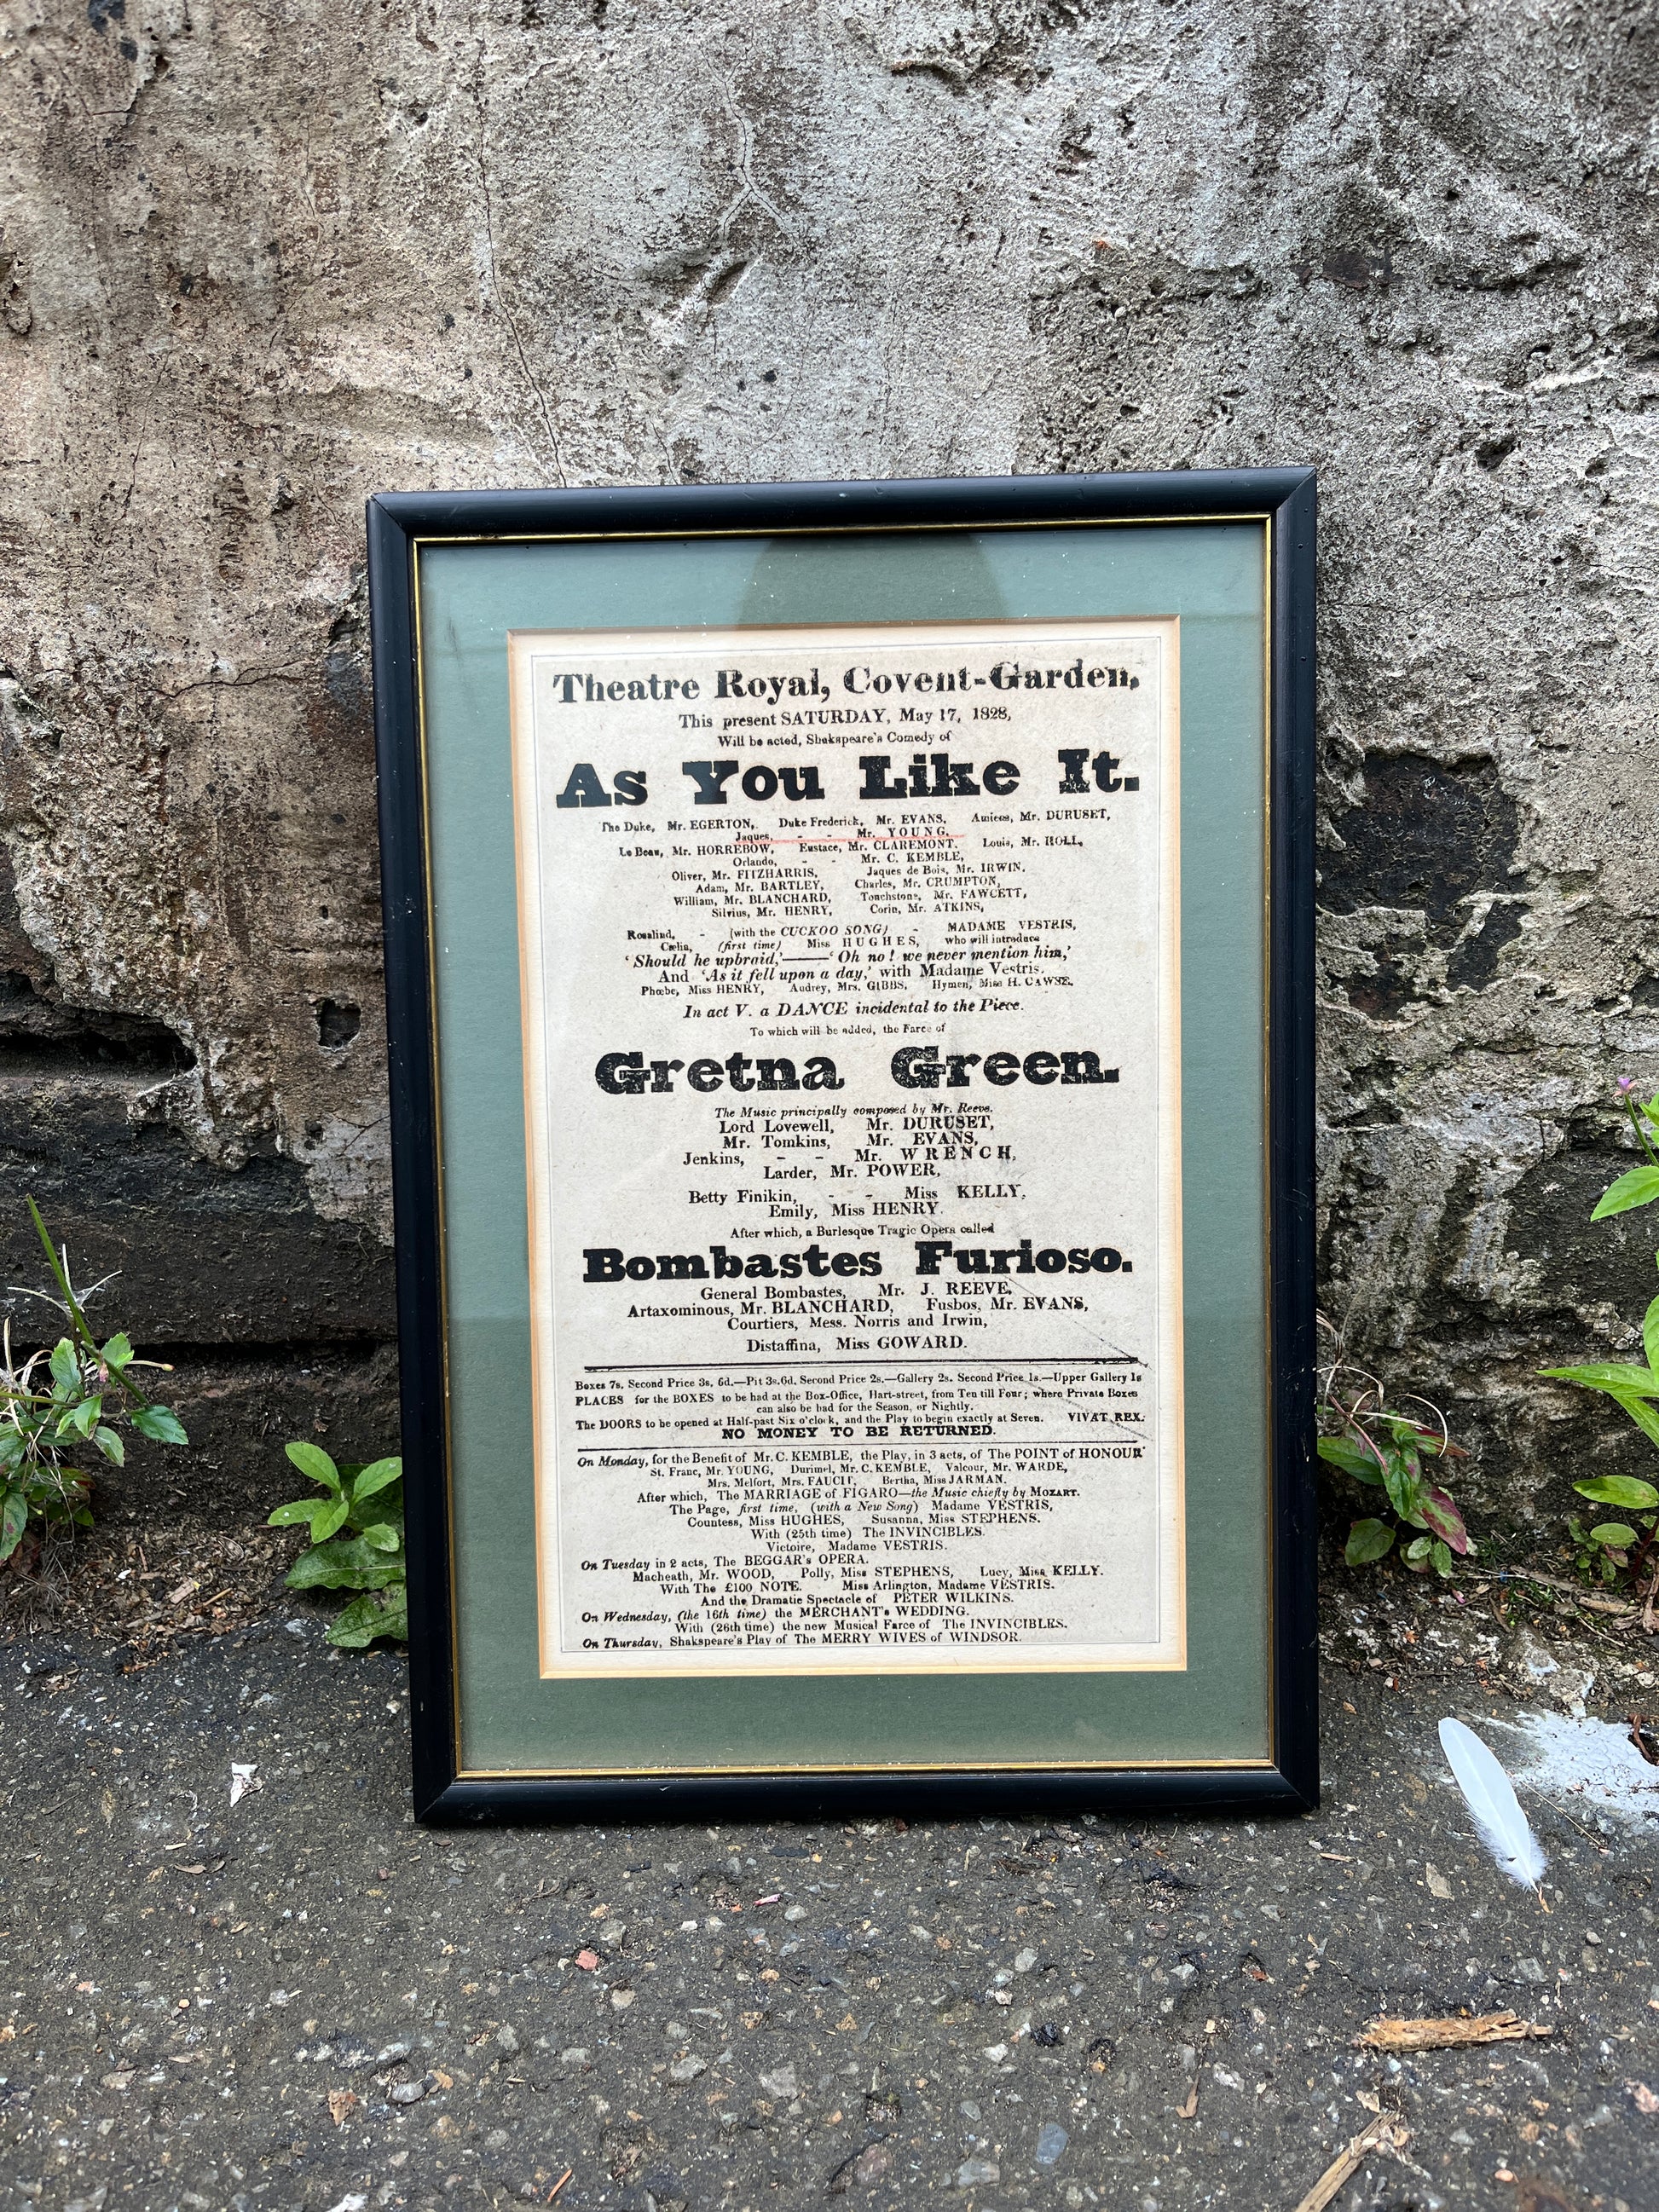 Theatre Royal, Covent-Garden.
This present SATURDAY, May 17, 1828,
Will be acted, Shakspeare's Comedy of
As You Like It.
The Duke, Mr. EGERTON, Duke Frederick, Mr. EVANS, Amiens, Mr. DURUSET,
Jaques, - - Mr. YOUNG,
Le Beau, Mr. HORREBOW, Eustace, Mr. CLAREMONT, Louis, Mr. HOLL,
Orlando, - - Mr. C. KEMBLE,
Oliver, Mr. FITZHARRIS, Jaques de Bois, Mr. IRWIN,
Adam, Mr. BARTLEY, Charles, Mr. CRUMPTON,
William, Mr. BLANCHARD, Touchstone, Mr. FAWCETT,
Silvius, Mr. HENRY, Corin, Mr. ATKINS,
Rosalind, - (with the CUCKOO SONG) - MADAME VESTRIS,
Cælia, (first time) Miss HUGHES, who will introduce
'Should he upbraid,'——'Oh no! we never mention him,'
And 'As it fell upon a day,' with Madame Vestris.
Phœbe, Miss HENRY, Audrey, Mrs. GIBBS, Hymen, Miss H. CAWSE.
In act V. a DANCE incidental to the Piece.
To which will be added, the Farce of
Gretna Green.
The Music principally composed by Mr. Reeve.
Lord Lovewell, Mr. DURUSET,
Mr. Tomkins, Mr. EVANS,
Jenkins, - - Mr. WRENCH,
Larder, Mr. POWER,
Betty Finikin, - - Miss KELLY,
Emily, Miss HENRY.
After which, a Burlesque Tragic Opera called
Bombastes Furioso.
General Bombastes, Mr. J. REEVE,
Artaxominous, Mr. BLANCHARD, Fusbos, Mr. EVANS,
Courtiers, Mess. Norris and Irwin,
Distaffina, Miss GOWARD.
Boxes 7s. Second Price 3s. 6d.—Pit 3s.6d. Second Price 2s.—Gallery 2s. Second Price 1s.—Upper Gallery 1s
PLACES for the BOXES to be had at the Box-Office, Hart-street, from Ten till Four; where Private Boxes
can also be had for the Season, or Nightly.
The DOORS to be opened at Half-past Six o'clock, and the Play to begin exactly at Seven. VIVAT REX.
NO MONEY TO BE RETURNED.
On Monday, for the Benefit of Mr. C. KEMBLE, the Play, in 3 acts, of The POINT of HONOUR
St. Franc, Mr. YOUNG, Durimel, Mr. C. KEMBLE, Valcour, Mr. WARDE,
Mrs. Melfort, Mrs. FAUCIT, Bertha, Miss JARMAN.
After which, The MARRIAGE of FIGARO—the Music chiefly by MOZART.
The Page, first time, (with a New Song) Madame VESTRIS,
Countess, Miss HUGHES, Susanna, Miss STEPHENS.
With (25th time) The INVINCIBLES.
Victoire, Madame VESTRIS.
On Tuesday in 2 acts, The BEGGAR's OPERA.
Macheath, Mr. WOOD, Polly, Miss STEPHENS, Lucy, Miss KELLY.
With The £100 NOTE. Miss Arlington, Madame VESTRIS.
And the Dramatic Spectacle of PETER WILKINS.
On Wednesday, (the 16th time) the MERCHANT's WEDDING.
With (26th time) the new Musical Farce of The INVINCIBLES.
On Thursday, Shakspeare's Play of The MERRY WIVES of WINDSOR.